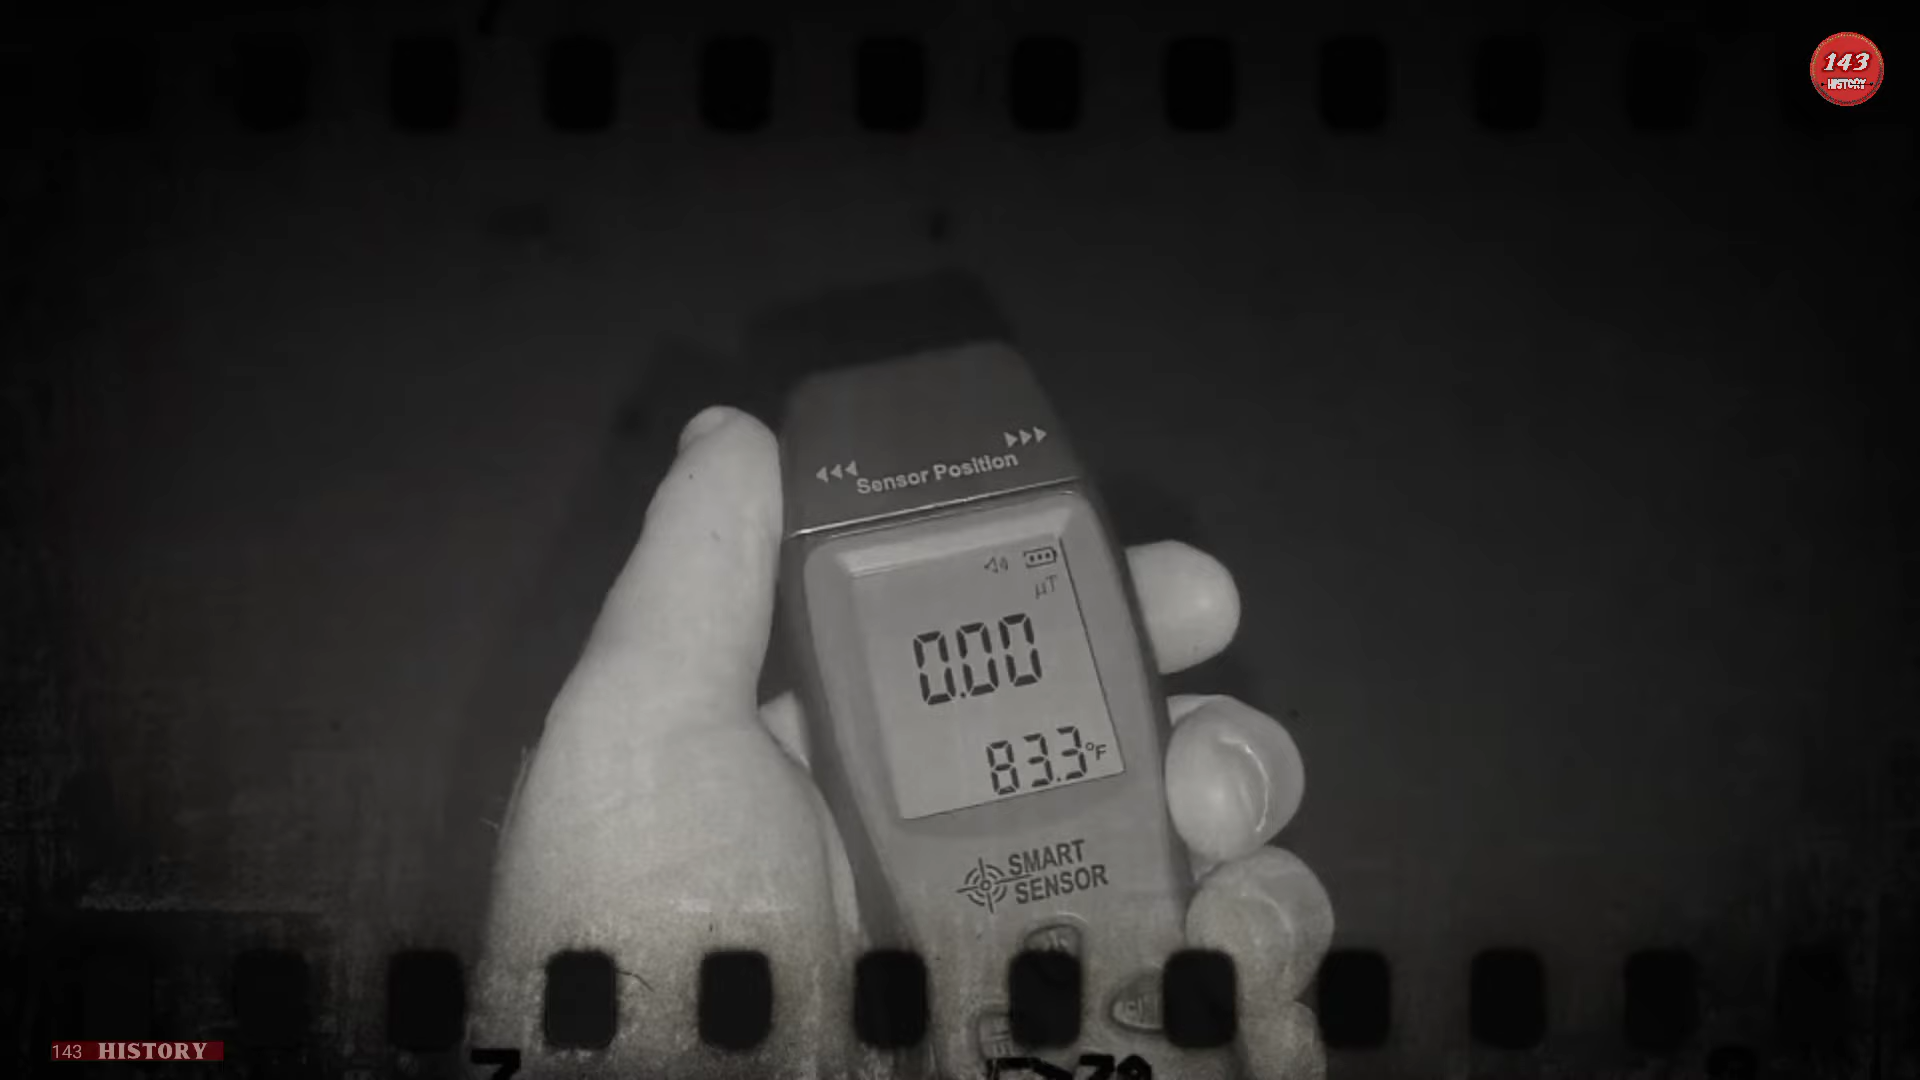 143
HISTORY
◀◀◀ Sensor Position ▶▶▶
µT
0.00
83.3°F
SMART
SENSOR
143 HISTORY